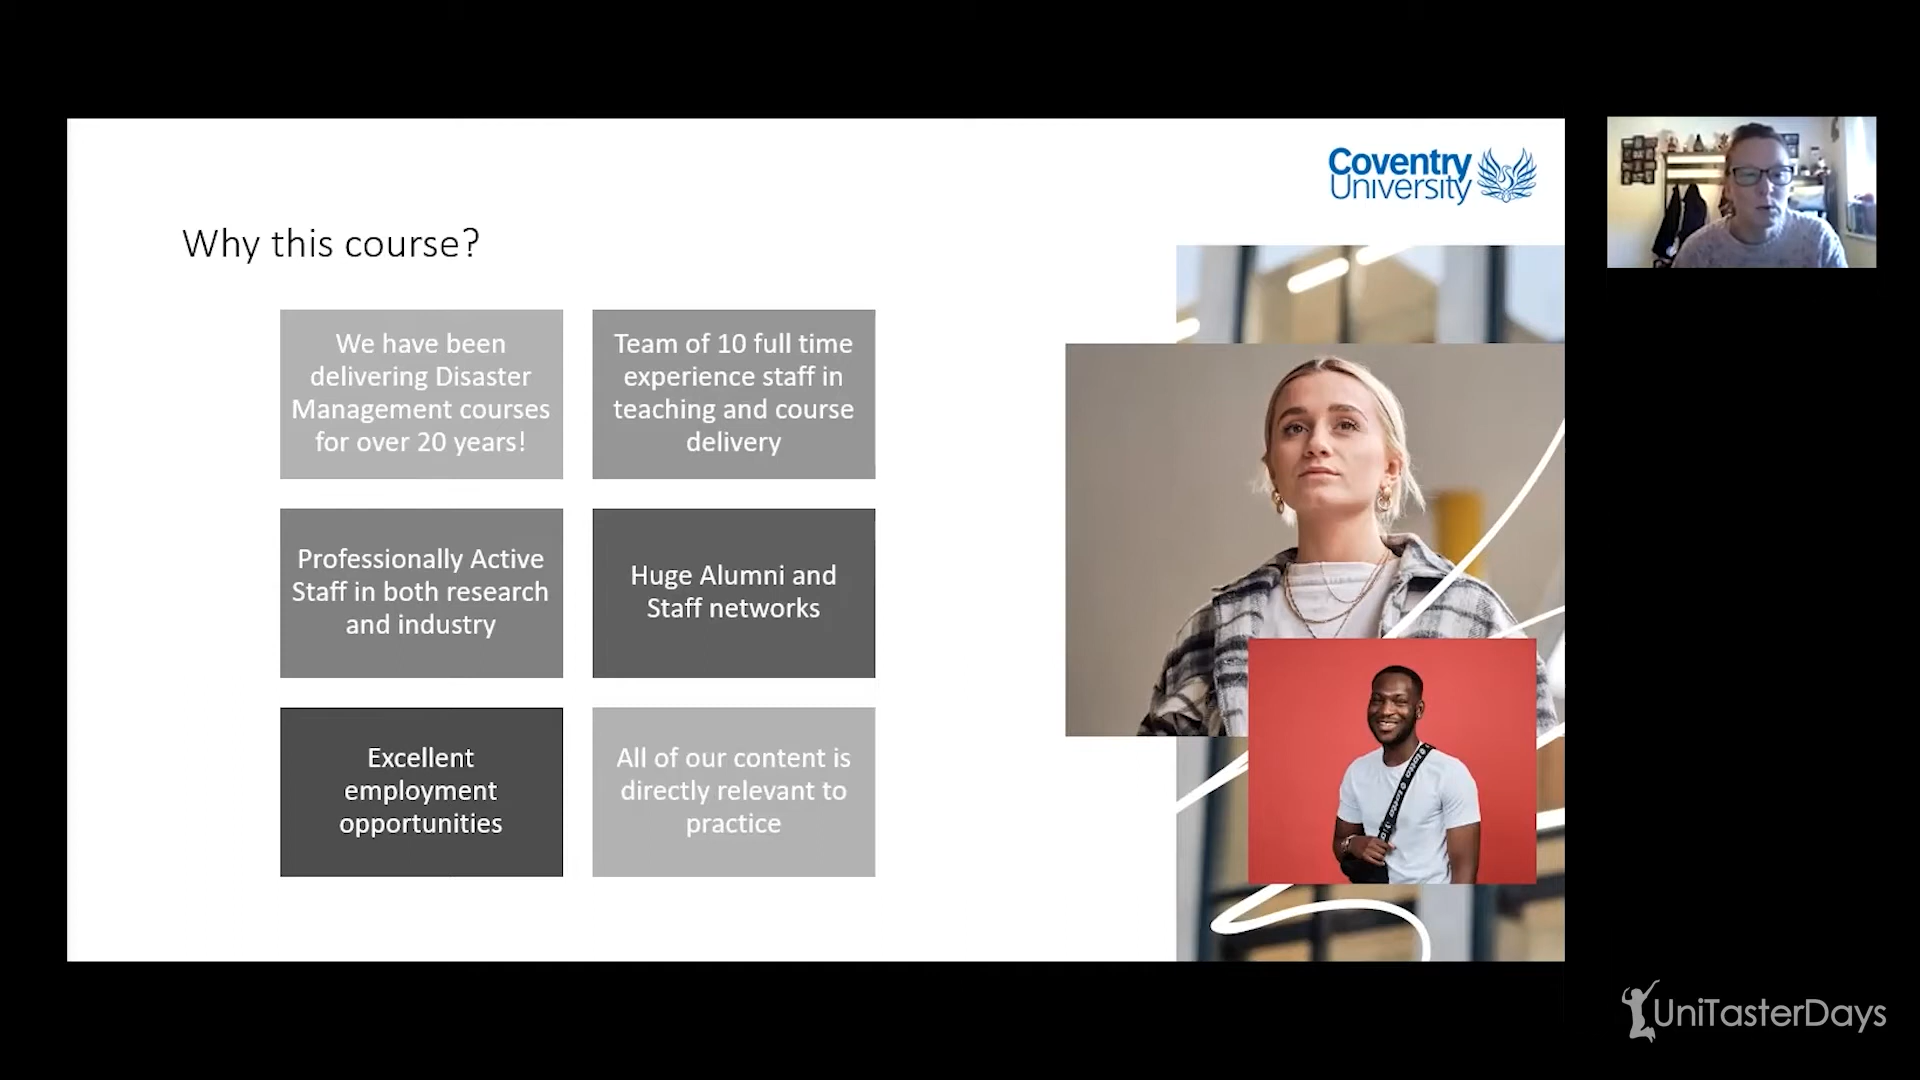 Coventry
University
Why this course?
We have been
delivering Disaster
Management courses
for over 20 years!
Team of 10 full time
experience staff in
teaching and course
delivery
Professionally Active
Staff in both research
and industry
Huge Alumni and
Staff networks
Excellent
employment
opportunities
All of our content is
directly relevant to
practice
UniTasterDays